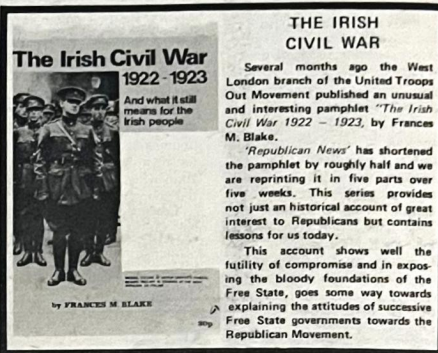 The Irish Civil War
1922-1923
And what it still
means for the
Irish people
by FRANCES M BLAKE
80p
THE IRISH
CIVIL WAR
Several months ago the West
London branch of the United Troops
Out Movement published an unusual
and interesting pamphlet "The Irish
Civil War 1922 – 1923, by Frances
M. Blake.
'Republican News' has shortened
the pamphlet by roughly half and we
are reprinting it in five parts over
five weeks. This series provides
not just an historical account of great
interest to Republicans but contains
lessons for us today.
This account shows well the
futility of compromise and in expos-
ing the bloody foundations of the
Free State, goes some way towards
explaining the attitudes of successive
Free State governments towards the
Republican Movement.